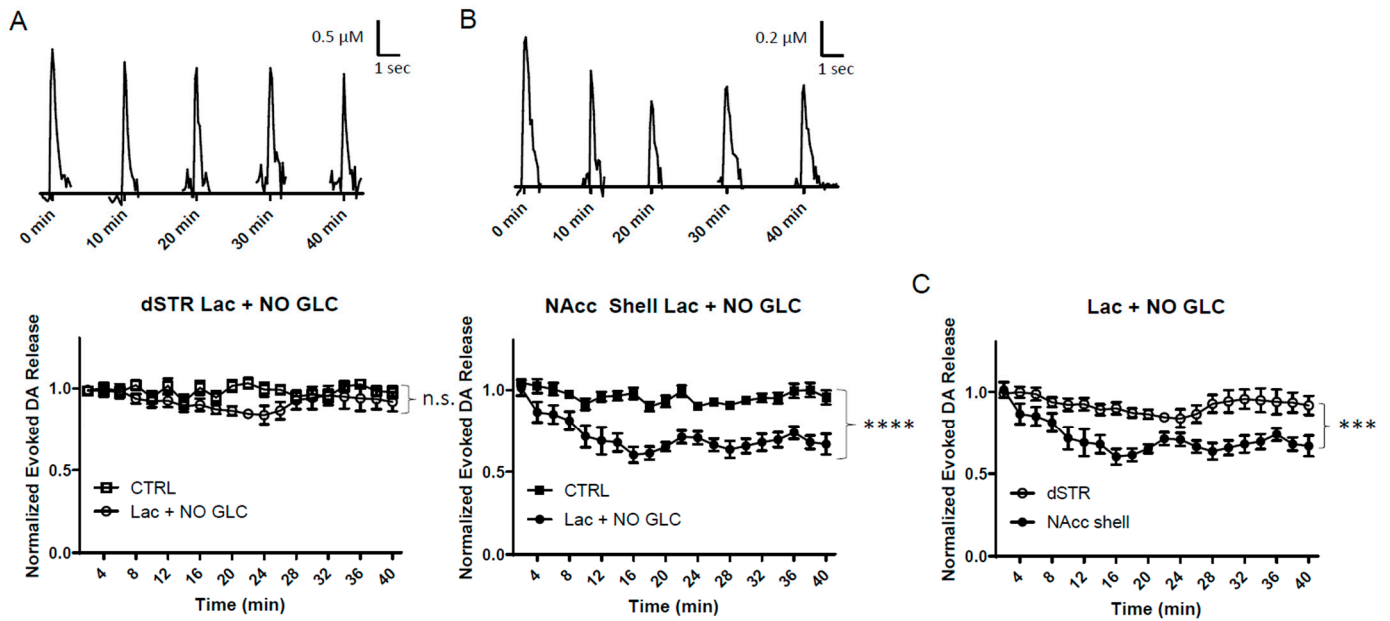 A
0.5 µM
1 sec
0 min
10 min
20 min
30 min
40 min
B
0.2 µM
1 sec
0 min
10 min
20 min
30 min
40 min
dSTR Lac + NO GLC
Normalized Evoked DA Release
1.0
0.5
0.0
n.s.
CTRL
Lac + NO GLC
4 8 12 16 20 24 28 32 36 40
Time (min)
NAcc Shell Lac + NO GLC
Normalized Evoked DA Release
1.0
0.5
0.0
****
CTRL
Lac + NO GLC
4 8 12 16 20 24 28 32 36 40
Time (min)
C
Lac + NO GLC
Normalized Evoked DA Release
1.0
0.5
0.0
***
dSTR
NAcc shell
4 8 12 16 20 24 28 32 36 40
Time (min)